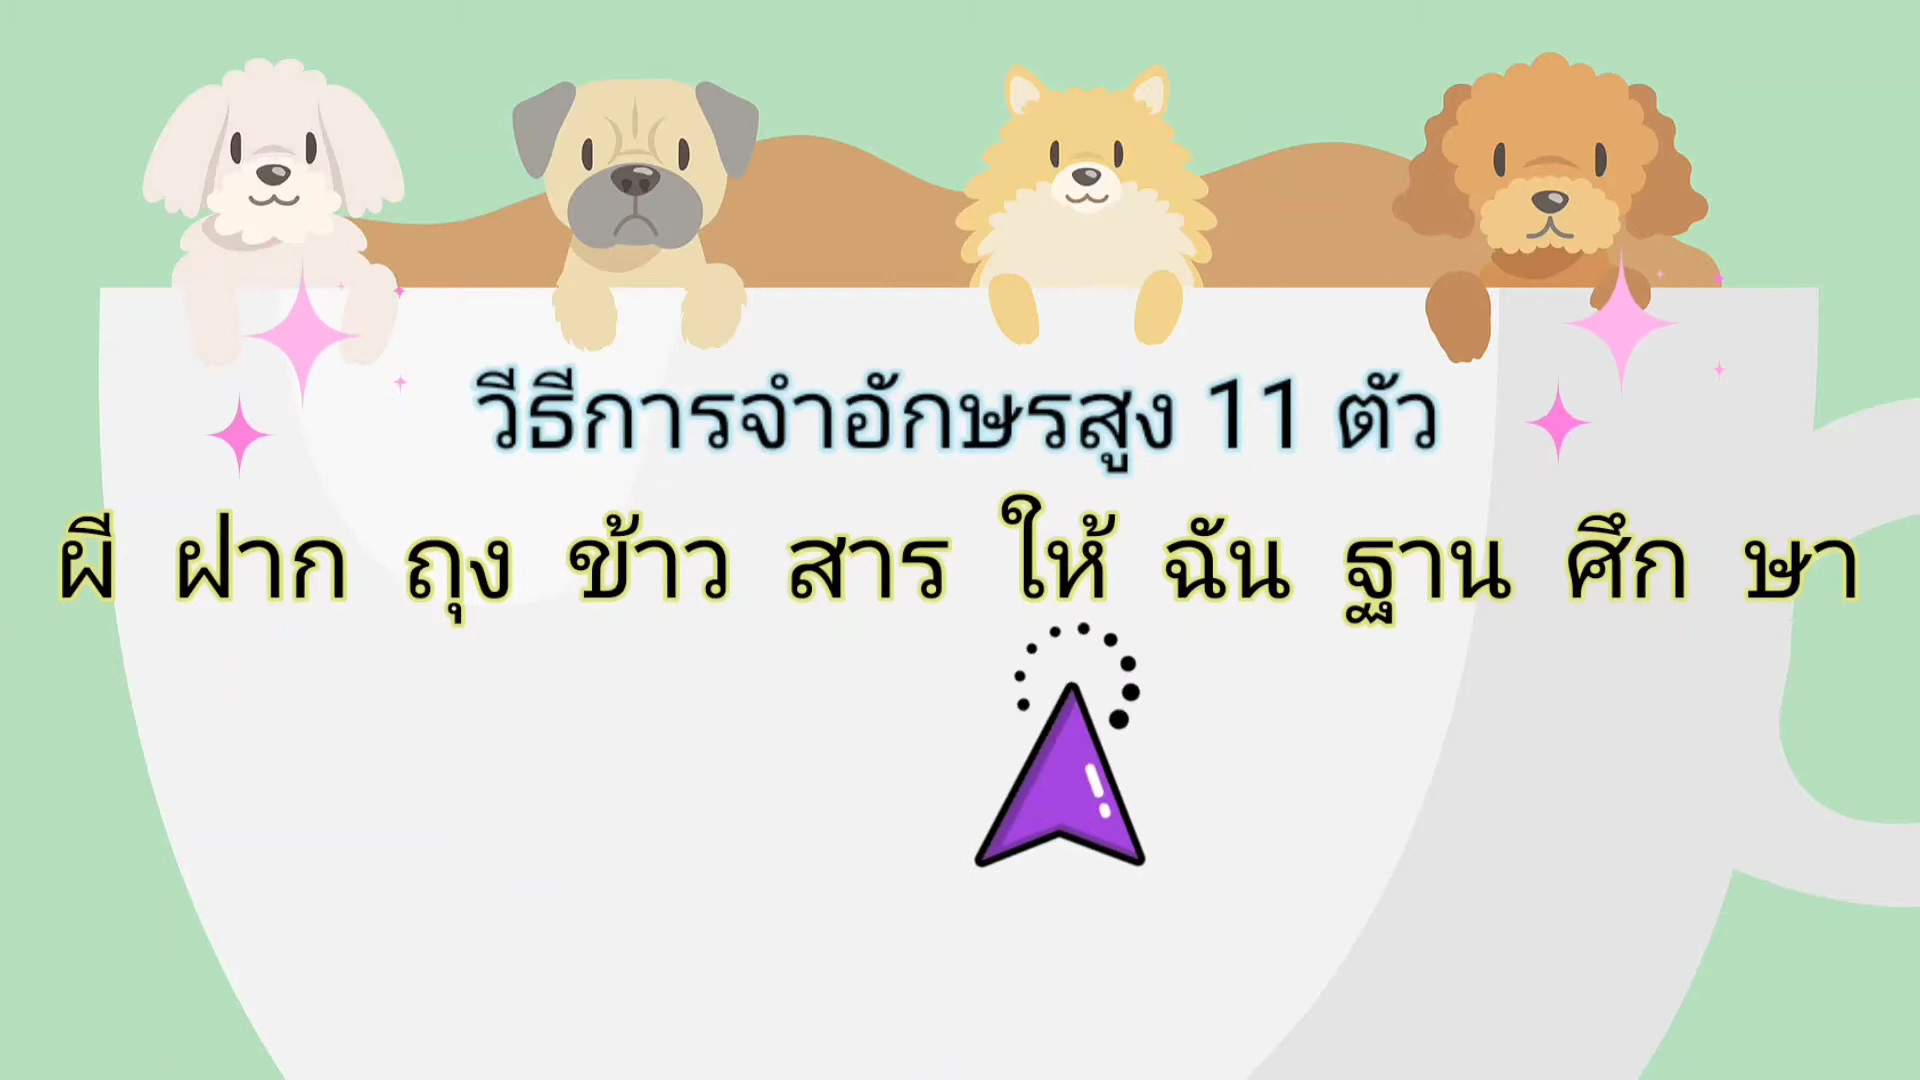 วีธีการจำอักษรสูง 11 ตัว
ผี ฝาก ถุง ข้าว สาร ให้ ฉัน ฐาน ศึก ษา